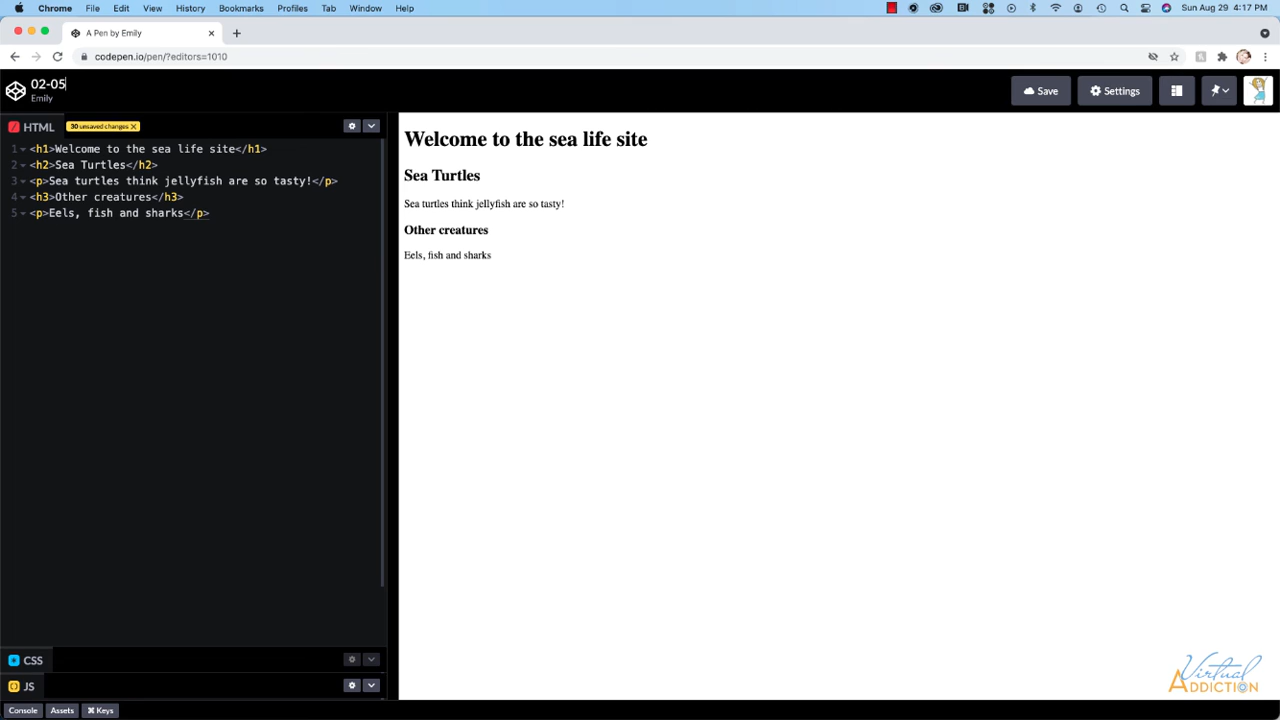 Chrome File Edit View History Bookmarks Profiles Tab Window Help Sun Aug 29 4:17 PM
A Pen by Emily
codepen.io/pen/?editors=1010
02-05
Emily
Save
Settings
HTML
30 unsaved changes X
1 <h1>Welcome to the sea life site</h1>
2 <h2>Sea Turtles</h2>
3 <p>Sea turtles think jellyfish are so tasty!</p>
4 <h3>Other creatures</h3>
5 <p>Eels, fish and sharks</p>
Welcome to the sea life site
Sea Turtles
Sea turtles think jellyfish are so tasty!
Other creatures
Eels, fish and sharks
CSS
JS
Console Assets ⌘ Keys
Virtual
ADDICTION